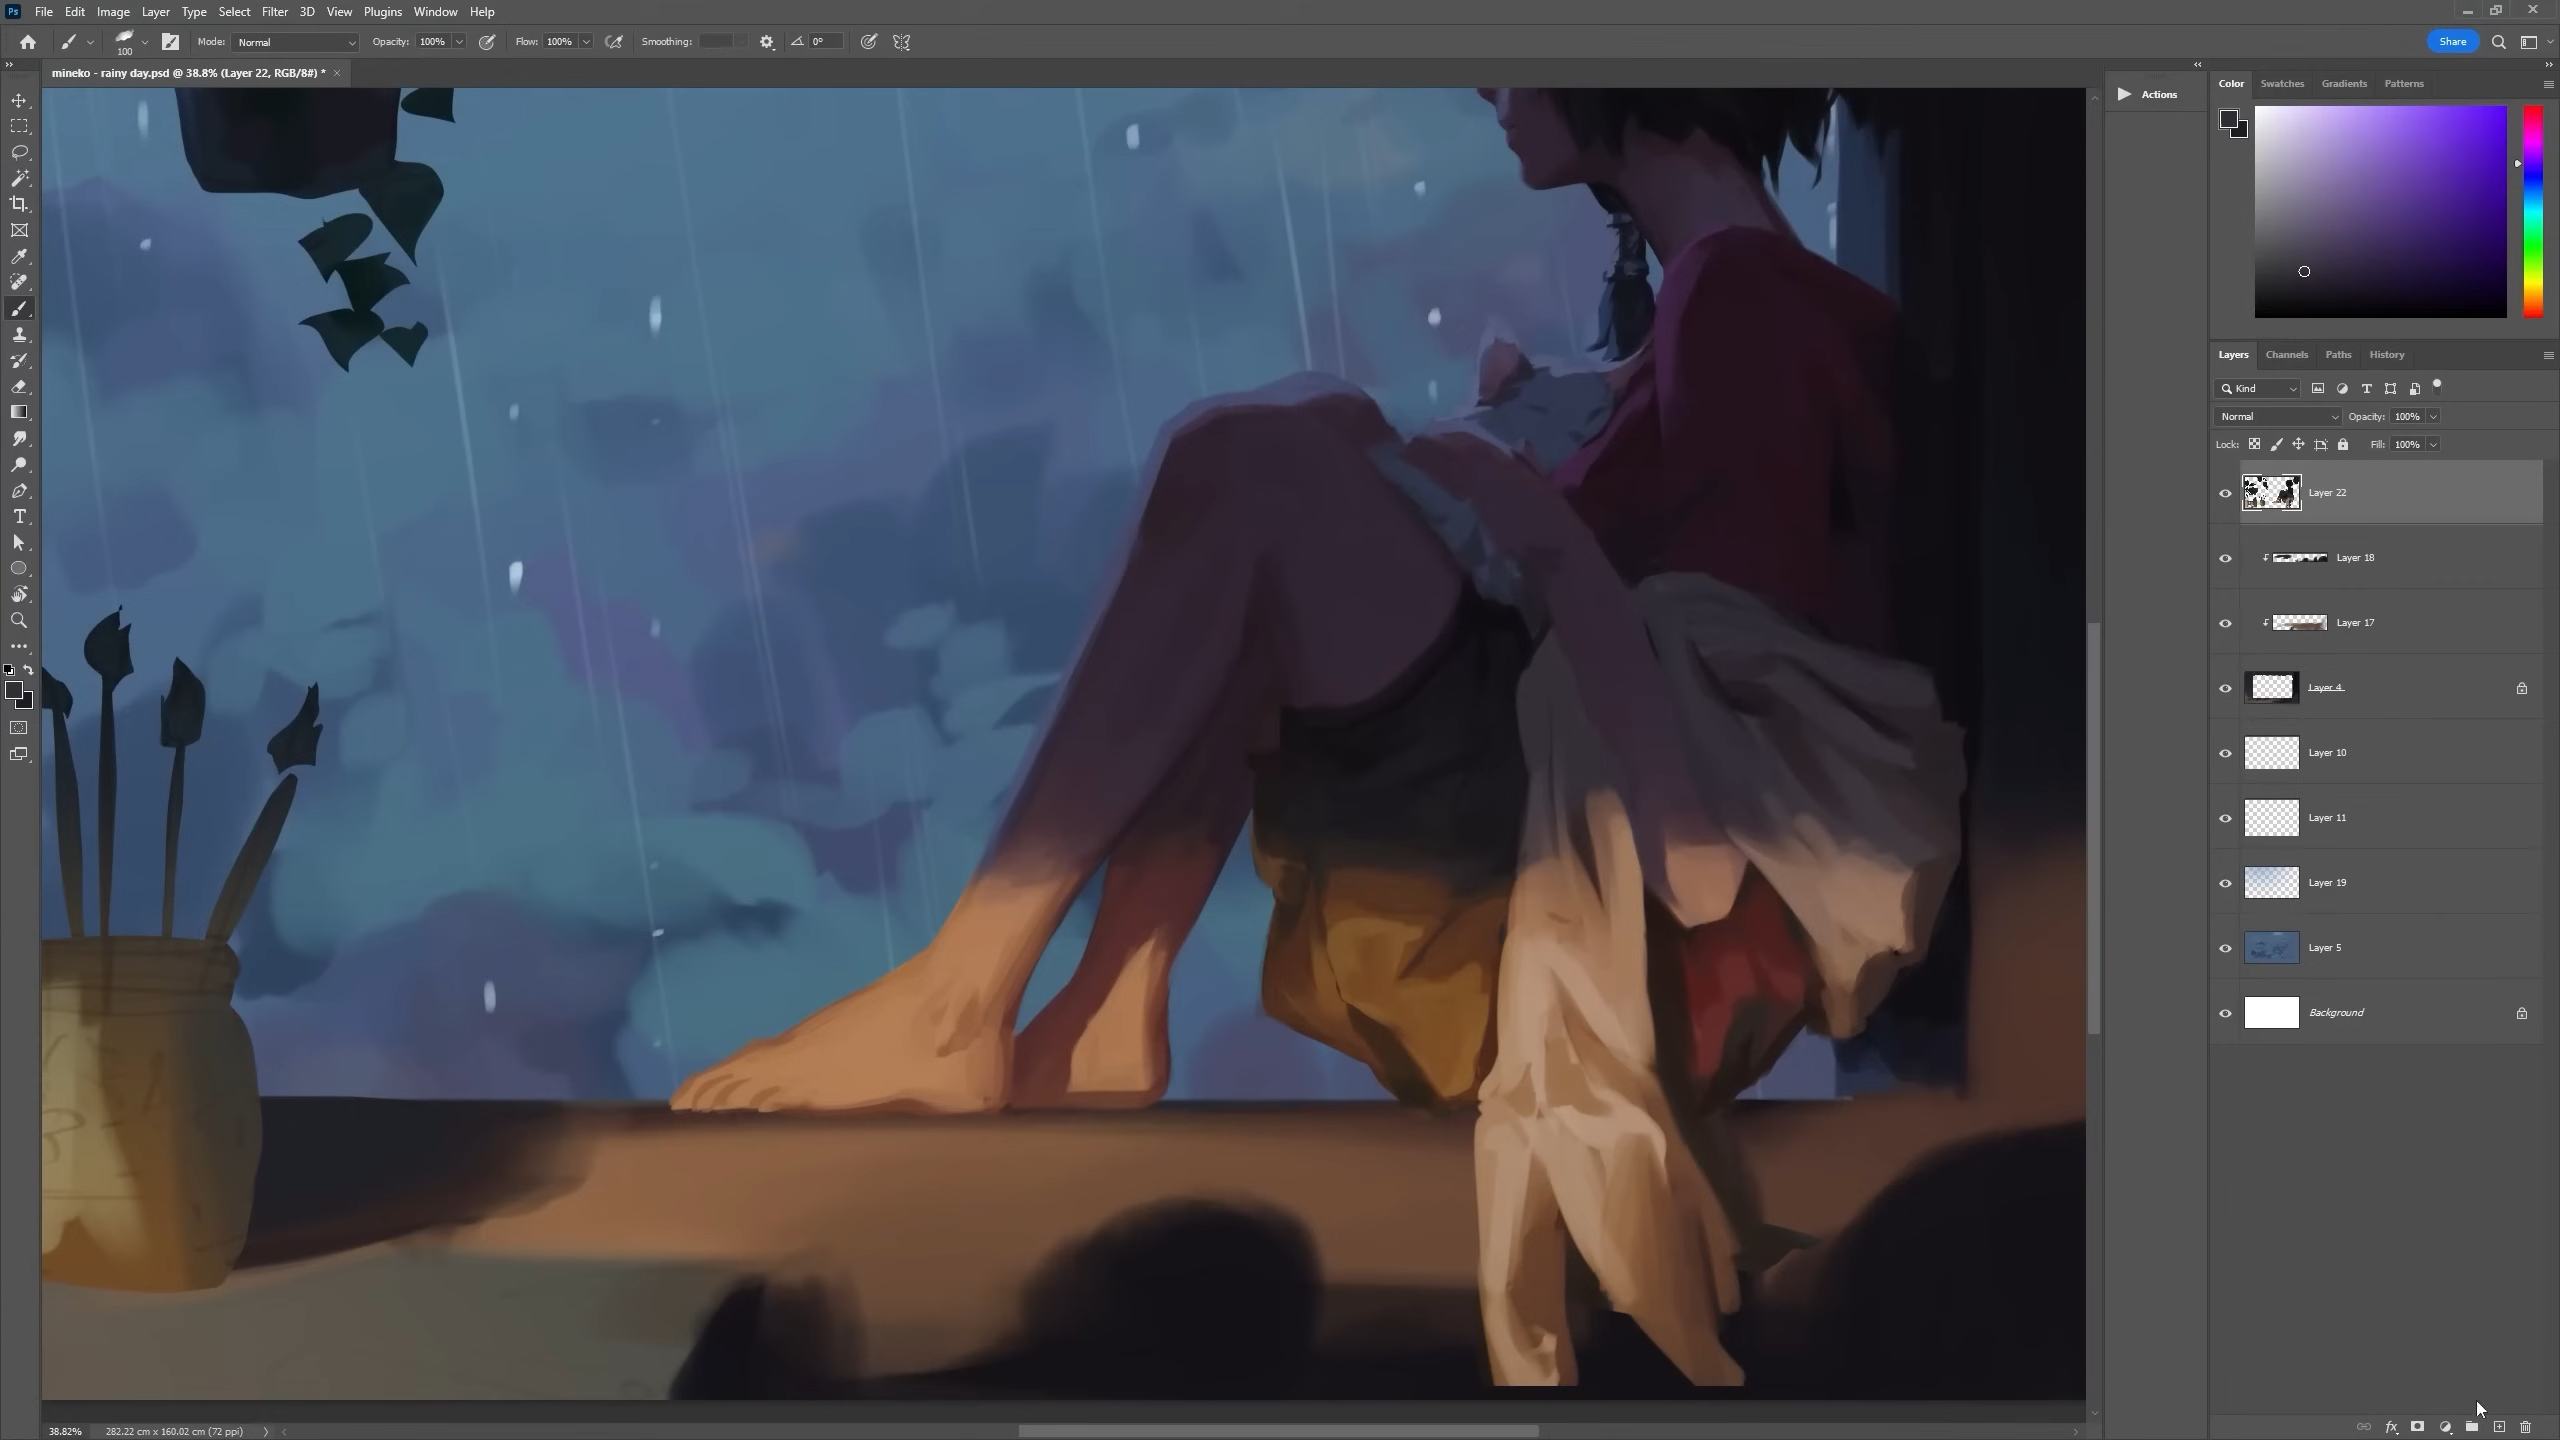 Ps File Edit Image Layer Type Select Filter 3D View Plugins Window Help
100 Mode: Normal Opacity: 100% Flow: 100% Smoothing: 0° Share
mineko - rainy day.psd @ 38.8% (Layer 22, RGB/8#) *
Actions
Color Swatches Gradients Patterns
Layers Channels Paths History
Kind
Normal Opacity: 100%
Lock: Fill: 100%
Layer 22
Layer 18
Layer 17
Layer 4
Layer 10
Layer 11
Layer 19
Layer 5
Background
fx
38.82% 282.22 cm x 160.02 cm (72 ppi)